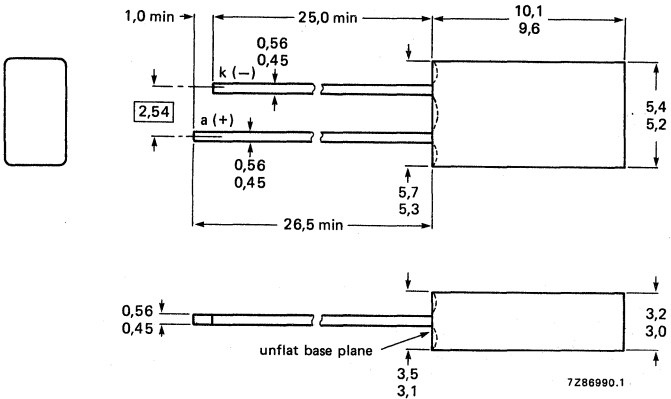 1,0 min
25,0 min
10,1
9,6
0,56
0,45
k (—)
2,54
a (+)
5,4
5,2
0,56
0,45
5,7
5,3
26,5 min
0,56
0,45
3,2
3,0
unflat base plane
3,5
3,1
7Z86990.1